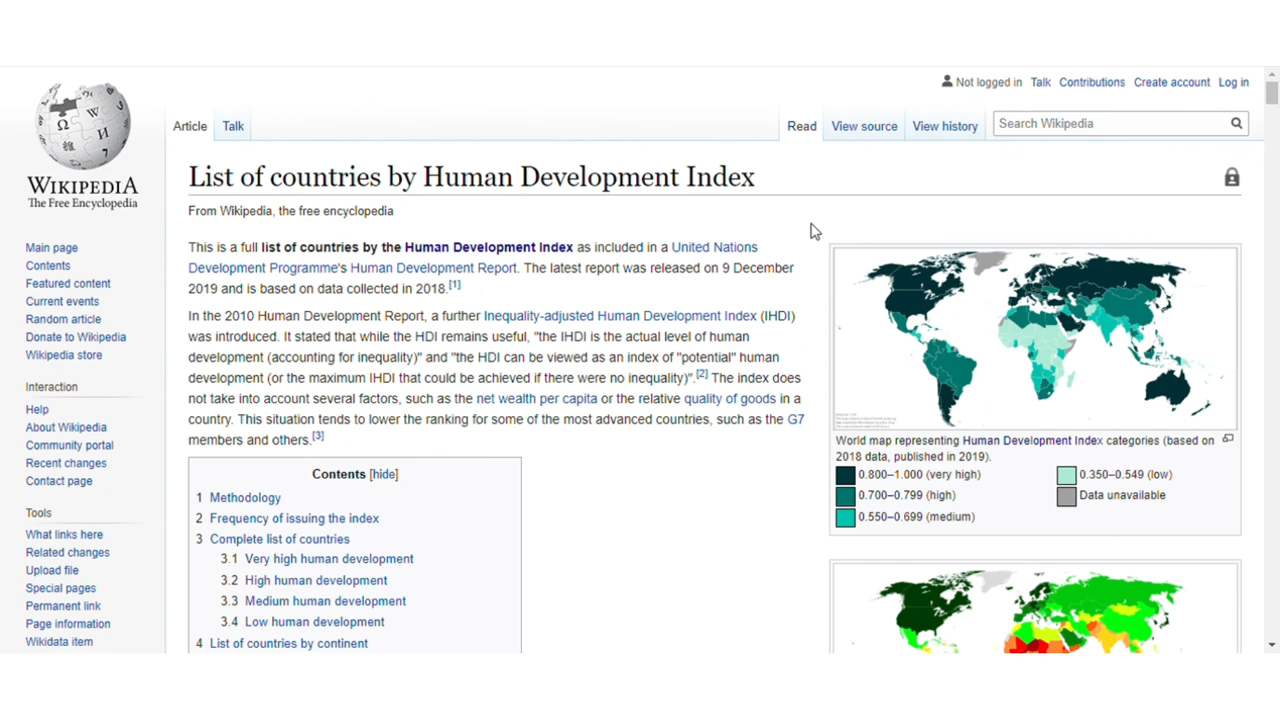 Not logged in Talk Contributions Create account Log in
Article Talk Read View source View history Search Wikipedia
WIKIPEDIA
The Free Encyclopedia
Main page
Contents
Featured content
Current events
Random article
Donate to Wikipedia
Wikipedia store
Interaction
Help
About Wikipedia
Community portal
Recent changes
Contact page
Tools
What links here
Related changes
Upload file
Special pages
Permanent link
Page information
Wikidata item
List of countries by Human Development Index
From Wikipedia, the free encyclopedia
This is a full list of countries by the Human Development Index as included in a United Nations
Development Programme's Human Development Report. The latest report was released on 9 December
2019 and is based on data collected in 2018.[1]
In the 2010 Human Development Report, a further Inequality-adjusted Human Development Index (IHDI)
was introduced. It stated that while the HDI remains useful, "the IHDI is the actual level of human
development (accounting for inequality)" and "the HDI can be viewed as an index of "potential" human
development (or the maximum IHDI that could be achieved if there were no inequality)".[2] The index does
not take into account several factors, such as the net wealth per capita or the relative quality of goods in a
country. This situation tends to lower the ranking for some of the most advanced countries, such as the G7
members and others.[3]
Contents [hide]
1 Methodology
2 Frequency of issuing the index
3 Complete list of countries
3.1 Very high human development
3.2 High human development
3.3 Medium human development
3.4 Low human development
4 List of countries by continent
World map representing Human Development Index categories (based on
2018 data, published in 2019).
0.800–1.000 (very high)
0.700–0.799 (high)
0.550–0.699 (medium)
0.350–0.549 (low)
Data unavailable